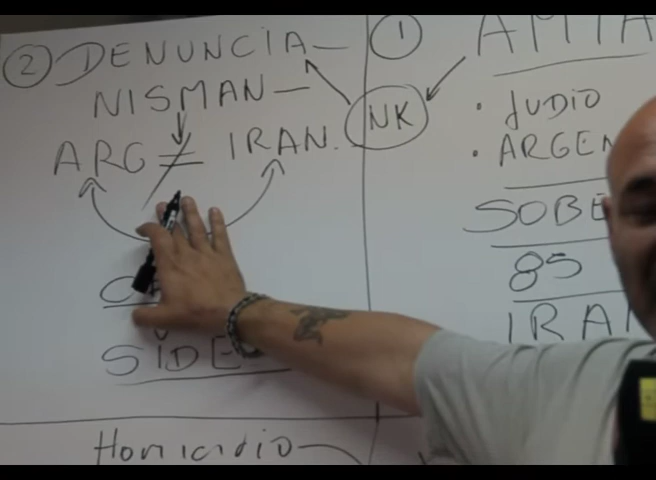 ② DENUNCIA—
NISMAN—
ARG ≠ IRAN.
SIDE
Homicidio
①
AMIA
NK
• JUDIO
• ARGEN
SOBE
85
IRAN